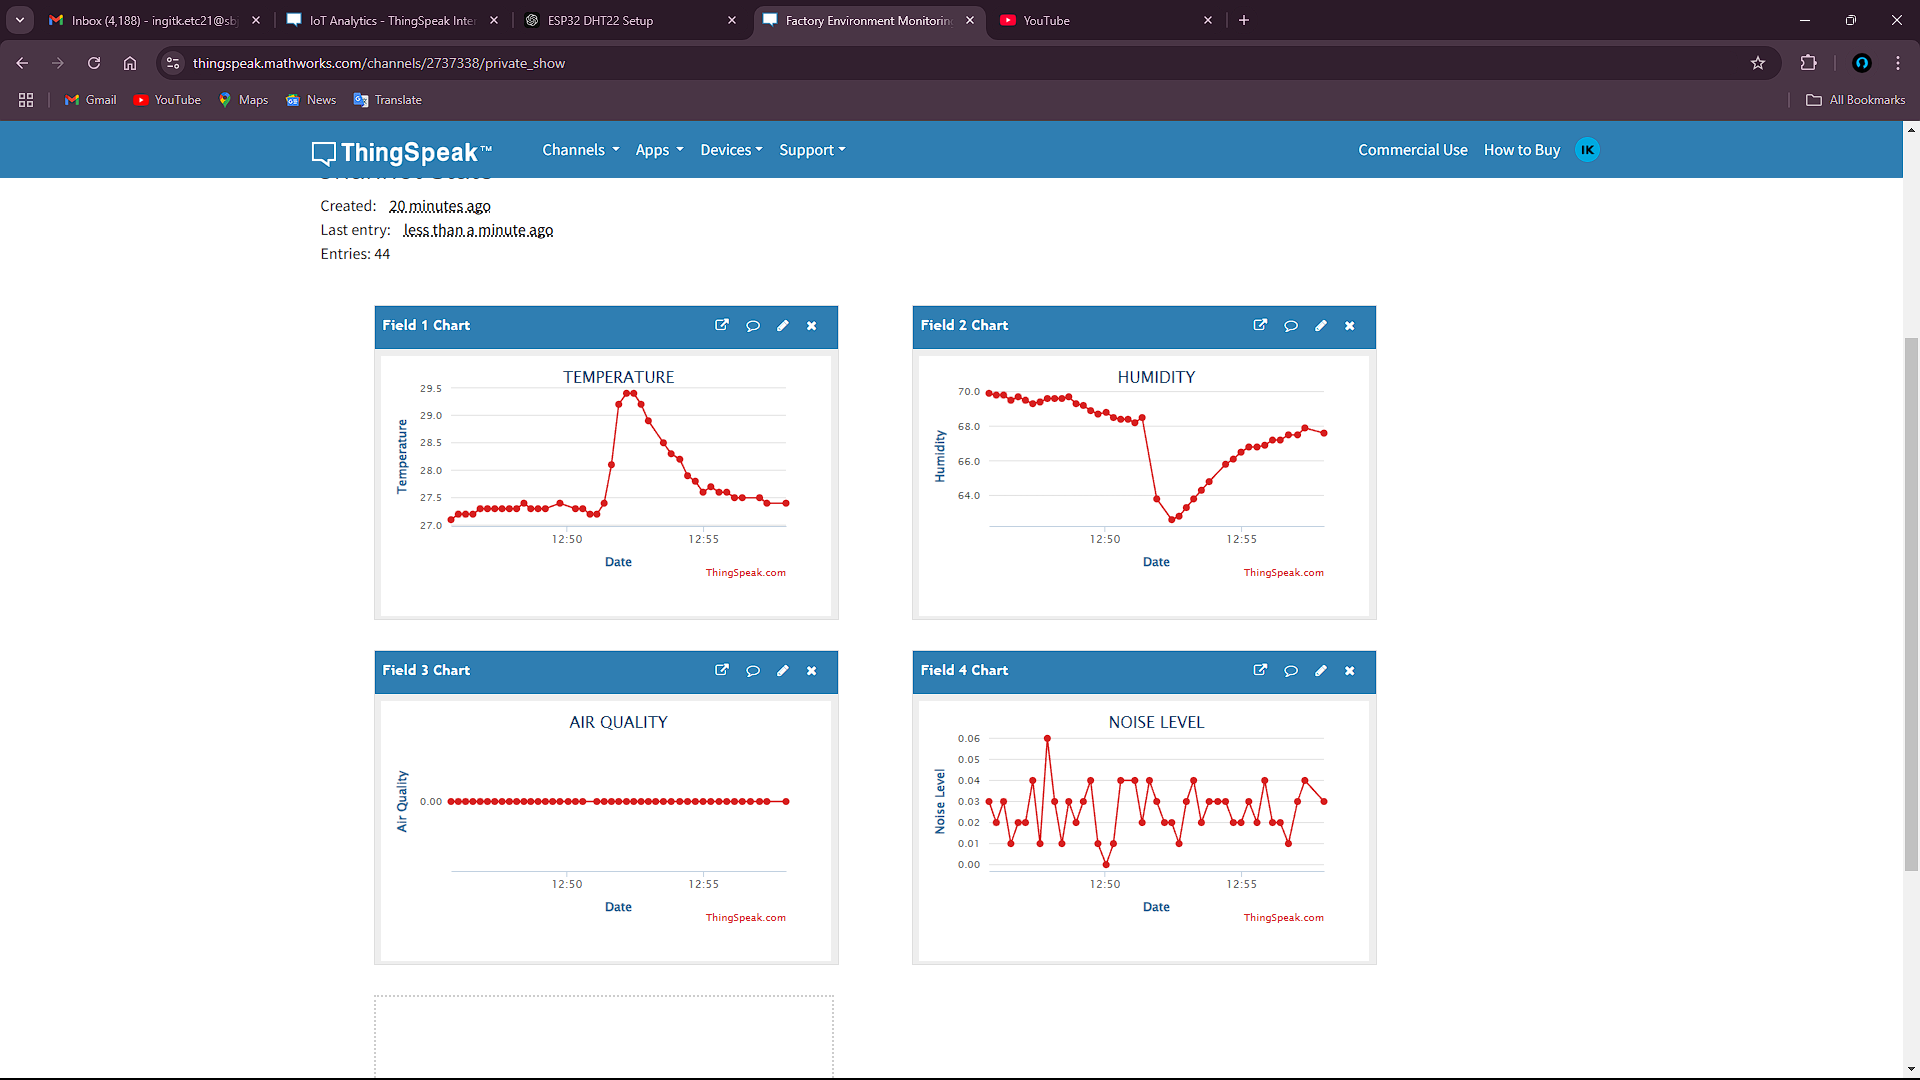 Inbox (4,188) - ingitk.etc21@sbj
IoT Analytics - ThingSpeak Inter
ESP32 DHT22 Setup
Factory Environment Monitorin
YouTube
thingspeak.mathworks.com/channels/2737338/private_show
Gmail YouTube Maps News Translate All Bookmarks
ThingSpeak™ Channels Apps Devices Support Commercial Use How to Buy IK
Created: 20 minutes ago
Last entry: less than a minute ago
Entries: 44
Field 1 Chart
TEMPERATURE
Temperature
29.5
29.0
28.5
28.0
27.5
27.0
12:50 12:55
Date
ThingSpeak.com
Field 2 Chart
HUMIDITY
Humidity
70.0
68.0
66.0
64.0
12:50 12:55
Date
ThingSpeak.com
Field 3 Chart
AIR QUALITY
Air Quality
0.00
12:50 12:55
Date
ThingSpeak.com
Field 4 Chart
NOISE LEVEL
Noise Level
0.06
0.05
0.04
0.03
0.02
0.01
0.00
12:50 12:55
Date
ThingSpeak.com